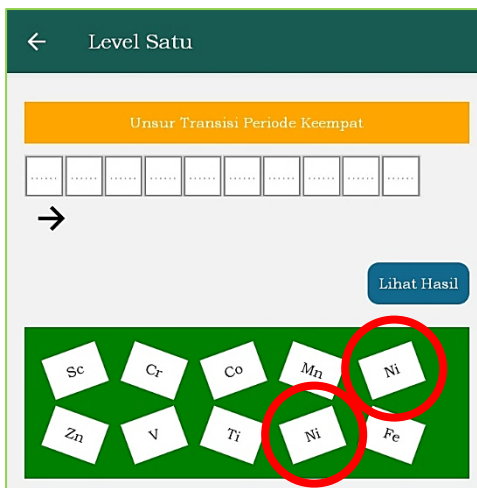 Level Satu
Unsur Transisi Periode Keempat
...... ...... ...... ...... ...... ...... ...... ...... ...... ......
Lihat Hasil
Sc Cr Co Mn Ni
Zn V Ti Ni Fe